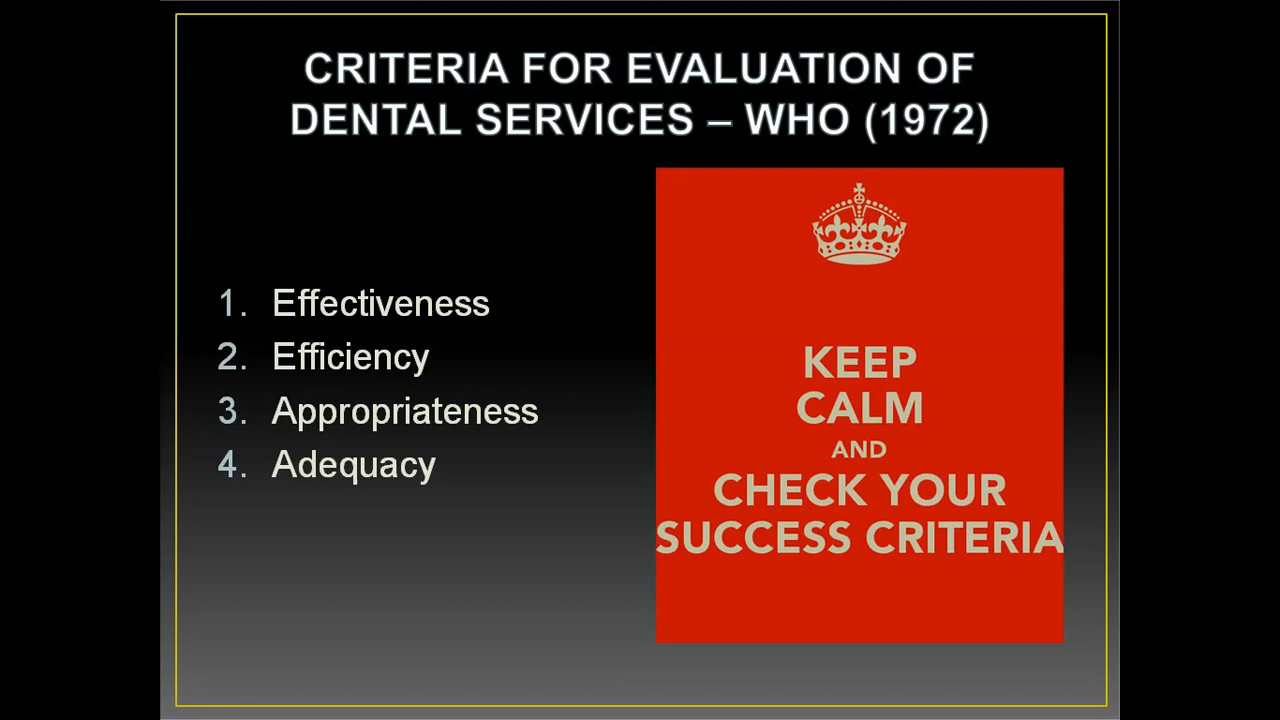 CRITERIA FOR EVALUATION OF
DENTAL SERVICES – WHO (1972)
1. Effectiveness
2. Efficiency
3. Appropriateness
4. Adequacy
KEEP
CALM
AND
CHECK YOUR
SUCCESS CRITERIA